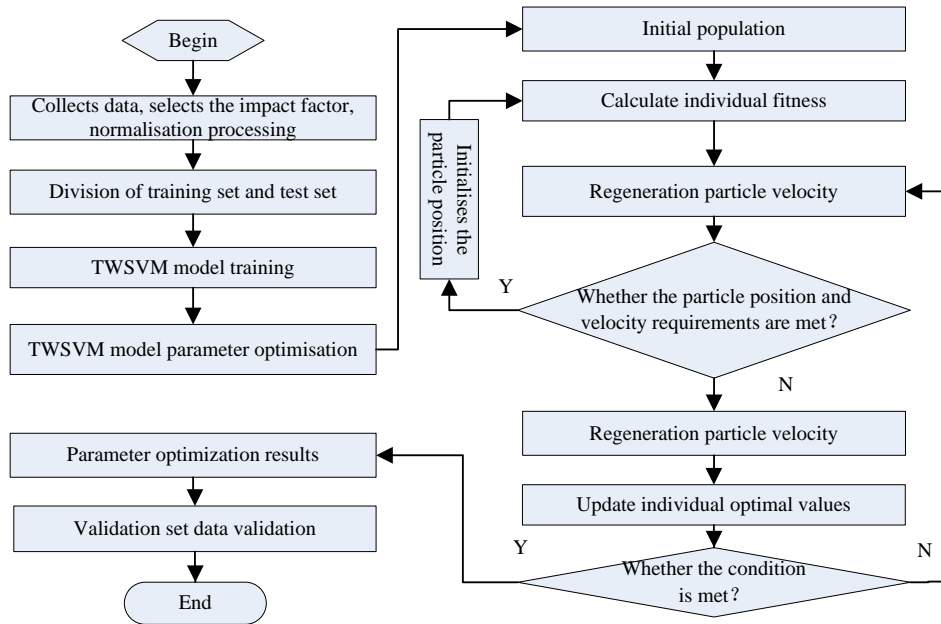 Begin
Collects data, selects the impact factor,
normalisation processing
Division of training set and test set
TWSVM model training
TWSVM model parameter optimisation
Initial population
Calculate individual fitness
Initialises the
particle position
Regeneration particle velocity
Y
Whether the particle position and
velocity requirements are met?
N
Regeneration particle velocity
Update individual optimal values
Y
Whether the condition
is met?
N
Parameter optimization results
Validation set data validation
End